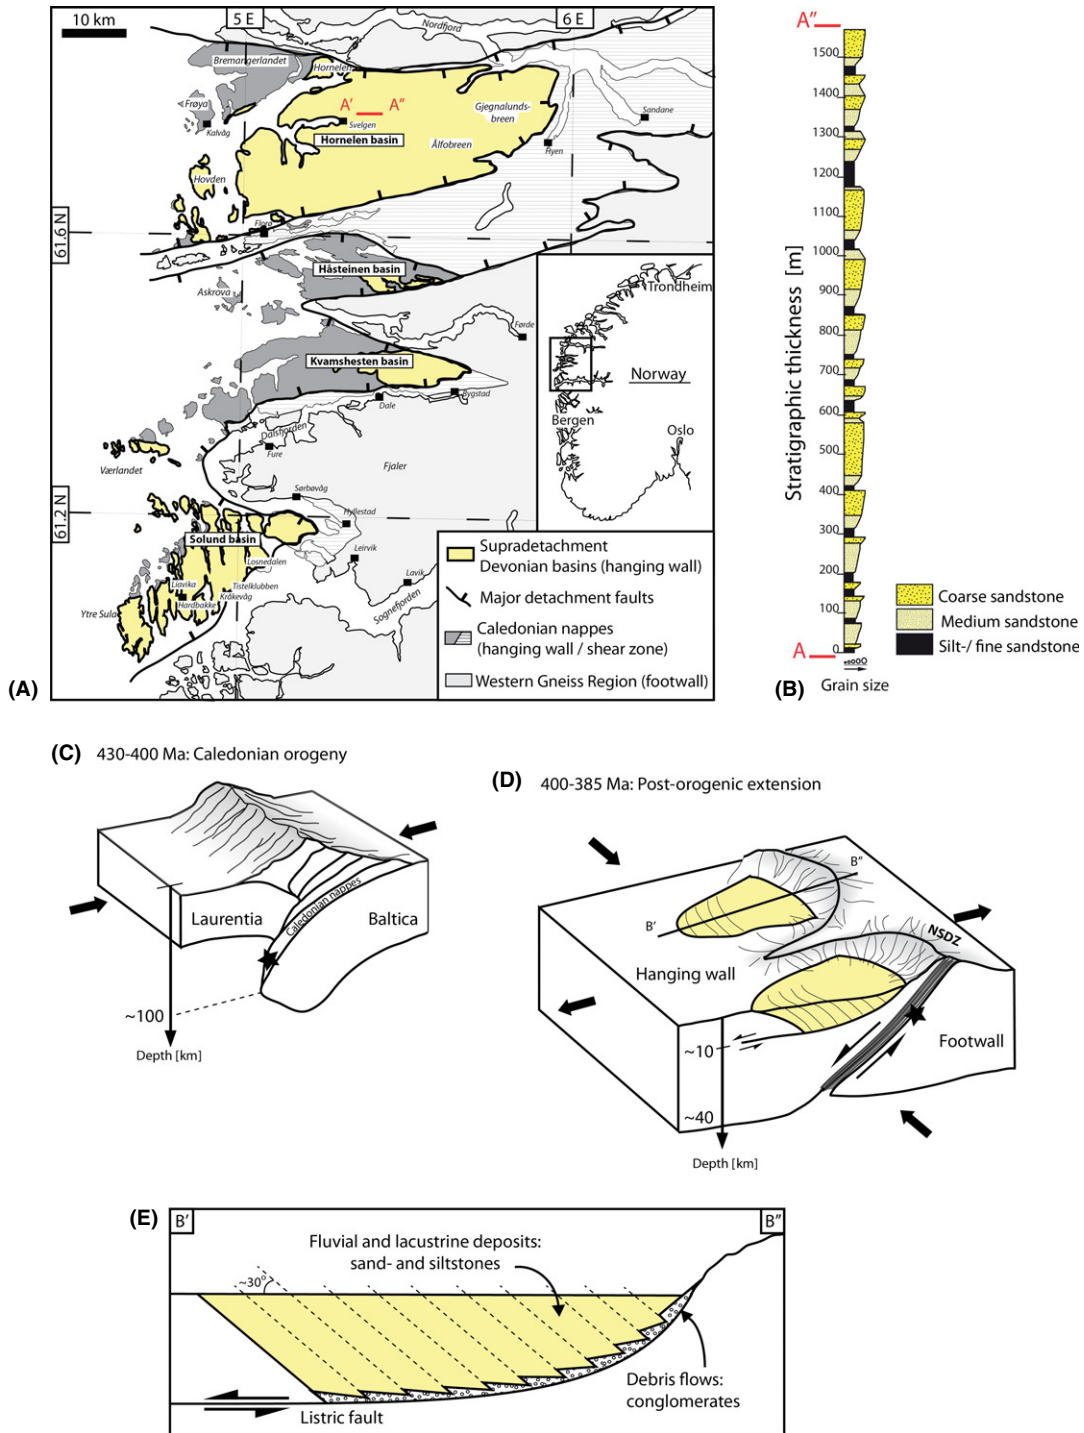 10 km
5 E
6 E
Nordfjord
Bremangerlandet
Hornelen
Frøya
Kalvåg
A' A"
Svelgen
Gjegnalunds-
breen
Sandane
Hornelen basin
Ålfobreen
Hyen
Hovden
Florø
61.6 N
Håsteinen basin
Askrova
Trondheim
Førde
Kvamshesten basin
Norway
Bygstad
Dale
Bergen
Oslo
Dalsfjorden
Fure
Værlandet
Fjaler
Sørbøvåg
61.2 N
Hyllestad
Solund basin
Leirvik
Losnedalen
Lavik
Liavika
Tistelklubben
Kråkevåg
Hardbakke
Ytre Sula
Sognefjorden
Supradetachment
Devonian basins (hanging wall)
Major detachment faults
Caledonian nappes
(hanging wall / shear zone)
Western Gneiss Region (footwall)
(A)
A"
1500
1400
1300
1200
1100
1000
900
800
700
600
500
400
300
200
100
0
Stratigraphic thickness [m]
A
Grain size
(B)
Coarse sandstone
Medium sandstone
Silt-/ fine sandstone
(C) 430-400 Ma: Caledonian orogeny
Laurentia
Caledonian nappes
Baltica
~100
Depth [km]
(D) 400-385 Ma: Post-orogenic extension
B"
B'
NSDZ
Hanging wall
Footwall
~10
~40
Depth [km]
(E)
B'
B"
Fluvial and lacustrine deposits:
sand- and siltstones
~30°
Debris flows:
conglomerates
Listric fault